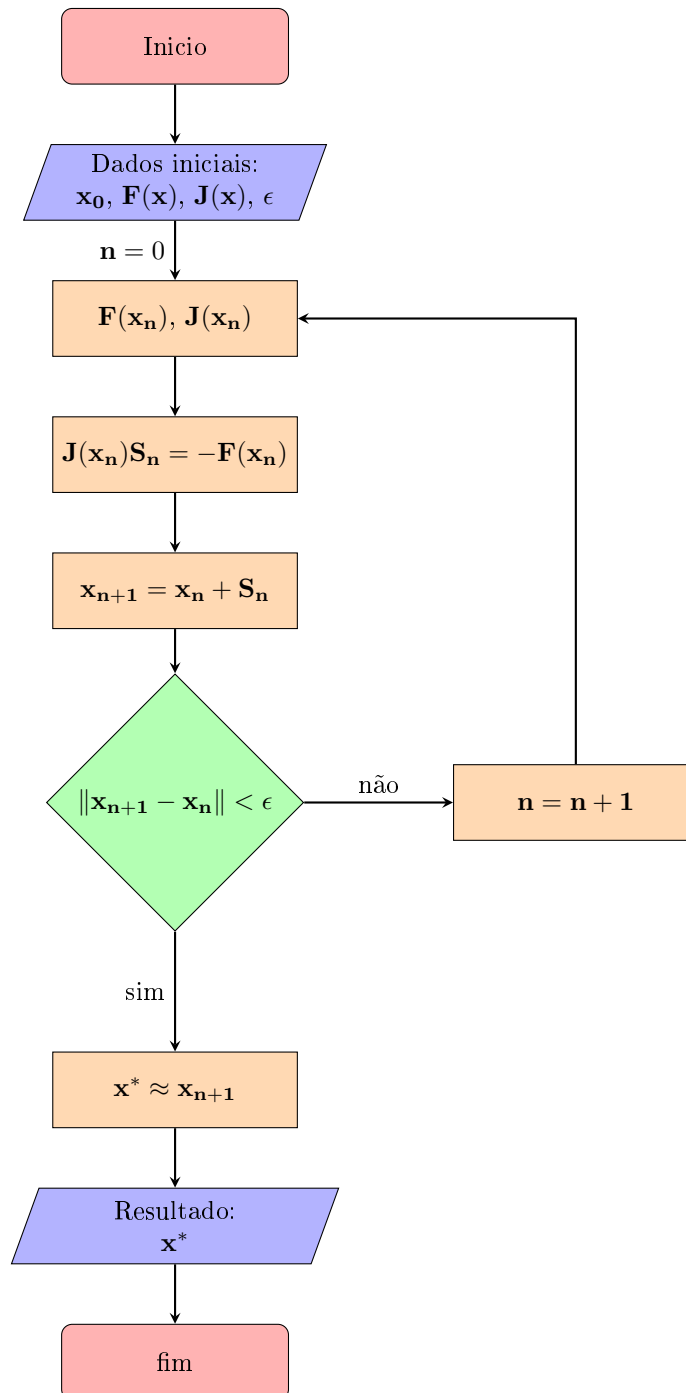 Inicio
Dados iniciais:
x₀, F(x), J(x), ϵ
n = 0
F(xₙ), J(xₙ)
J(xₙ)Sₙ = −F(xₙ)
xₙ₊₁ = xₙ + Sₙ
‖xₙ₊₁ − xₙ‖ < ϵ
não
n = n + 1
sim
x* ≈ xₙ₊₁
Resultado:
x*
fim